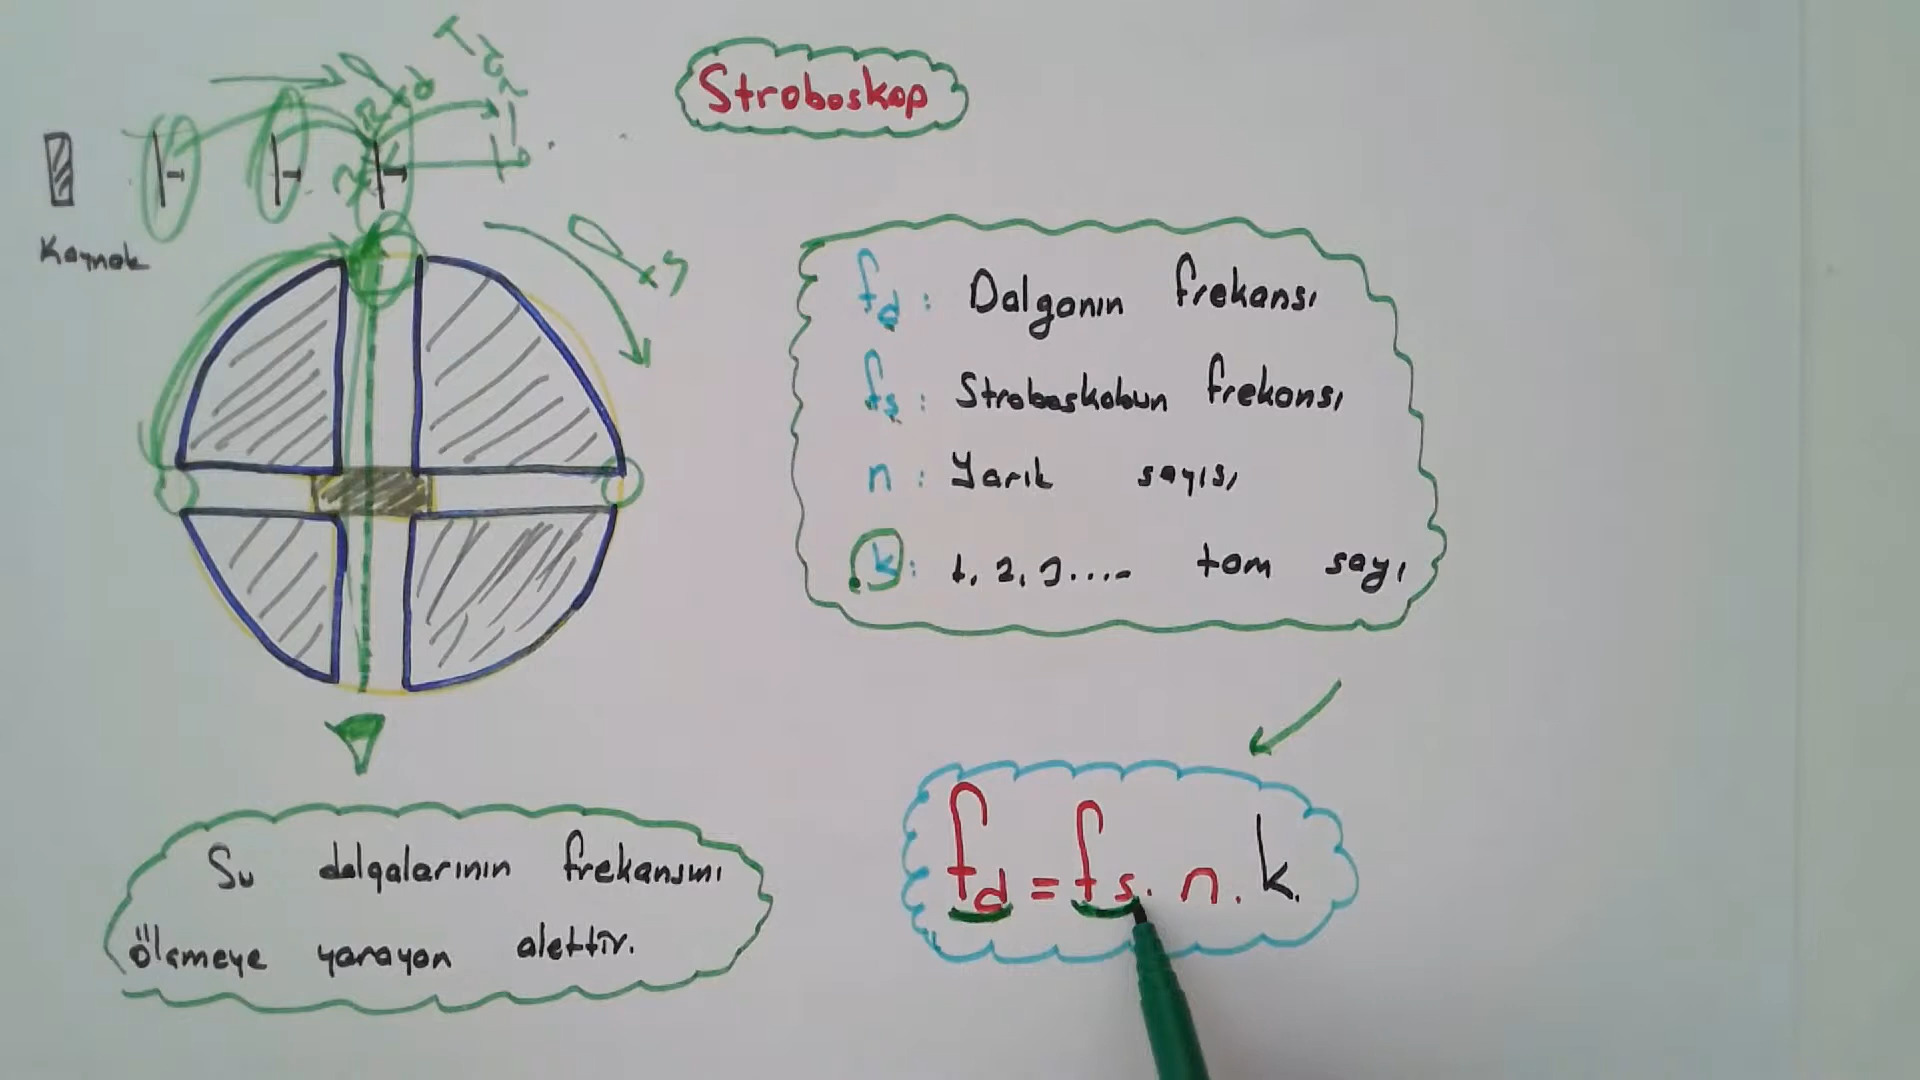 Stroboskop
Kaynak
fd : Dalganın frekansı
fs : Stroboskobun frekansı
n : Yarık sayısı
k : 1, 2, 3.... tam sayı
Su dalgalarının frekansını
ölçmeye yarayan alettir.
fd = fs. n. k.